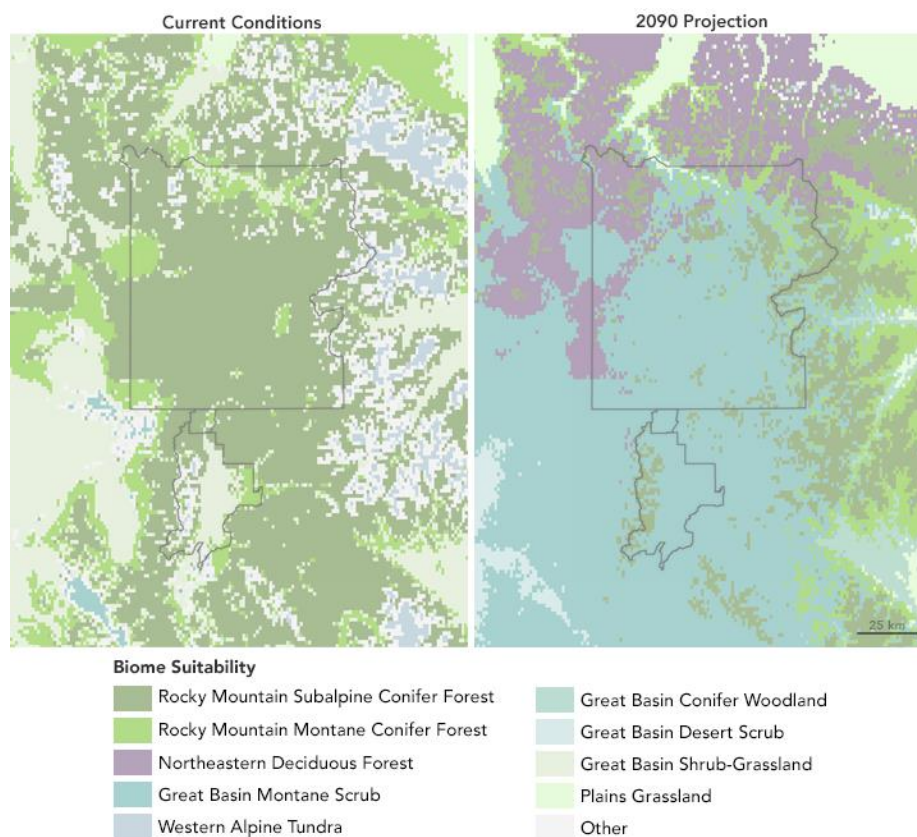 Current Conditions
2090 Projection
25 km
Biome Suitability
Rocky Mountain Subalpine Conifer Forest
Rocky Mountain Montane Conifer Forest
Northeastern Deciduous Forest
Great Basin Montane Scrub
Western Alpine Tundra
Great Basin Conifer Woodland
Great Basin Desert Scrub
Great Basin Shrub-Grassland
Plains Grassland
Other